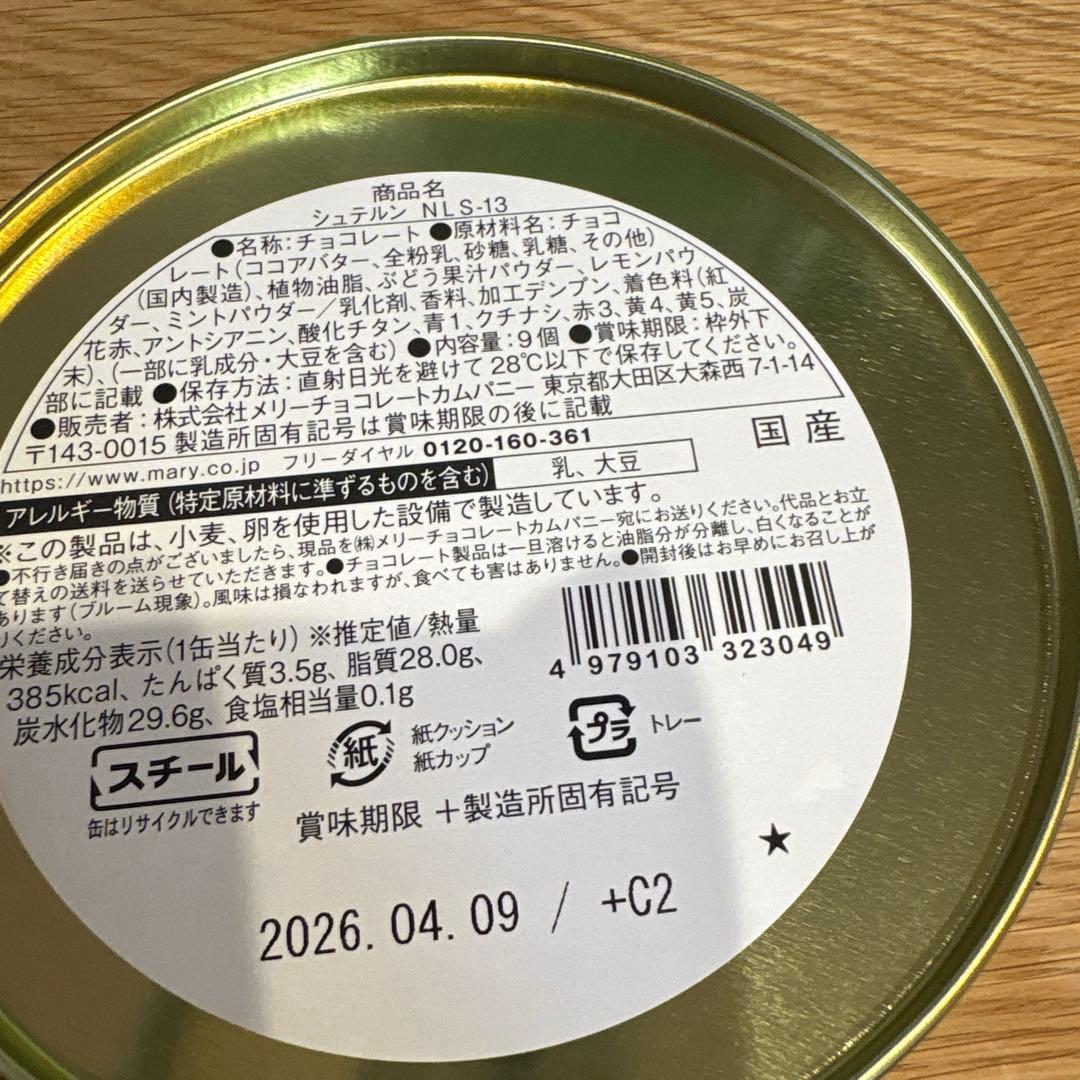 商品名
シュテルン NLS-13
●名称：チョコレート ●原材料名：チョコ
レート（ココアバター、全粉乳、砂糖、乳糖、その他）
（国内製造）、植物油脂、ぶどう果汁パウダー、レモンパウ
ダー、ミントパウダー／乳化剤、香料、加工デンプン、着色料（紅
花赤、アントシアニン、酸化チタン、青1、クチナシ、赤3、黄4、黄5、炭
末）、（一部に乳成分・大豆を含む） ●内容量：9個 ●賞味期限：枠外下
部に記載 ●保存方法：直射日光を避けて28℃以下で保存してください。
●販売者：株式会社メリーチョコレートカムパニー 東京都大田区大森西7-1-14
〒143-0015 製造所固有記号は賞味期限の後に記載
https://www.mary.co.jp フリーダイヤル 0120-160-361
国産
アレルギー物質（特定原材料に準ずるものを含む） 乳、大豆
※この製品は、小麦、卵を使用した設備で製造しています。
●不行き届きの点がございましたら、現品を㈱メリーチョコレートカムパニー宛にお送りください。代品とお立
て替えの送料を送らせていただきます。●チョコレート製品は一旦溶けると油脂分が分離し、白くなることが
あります（ブルーム現象）。風味は損なわれますが、食べても害はありません。●開封後はお早めにお召し上が
りください。
栄養成分表示（1缶当たり）※推定値/熱量
385kcal、たんぱく質3.5g、脂質28.0g、
炭水化物29.6g、食塩相当量0.1g
4 979103 323049
スチール
缶はリサイクルできます
紙
紙クッション
紙カップ
プラ
トレー
賞味期限 ＋製造所固有記号
★
2026.04.09 / +C2